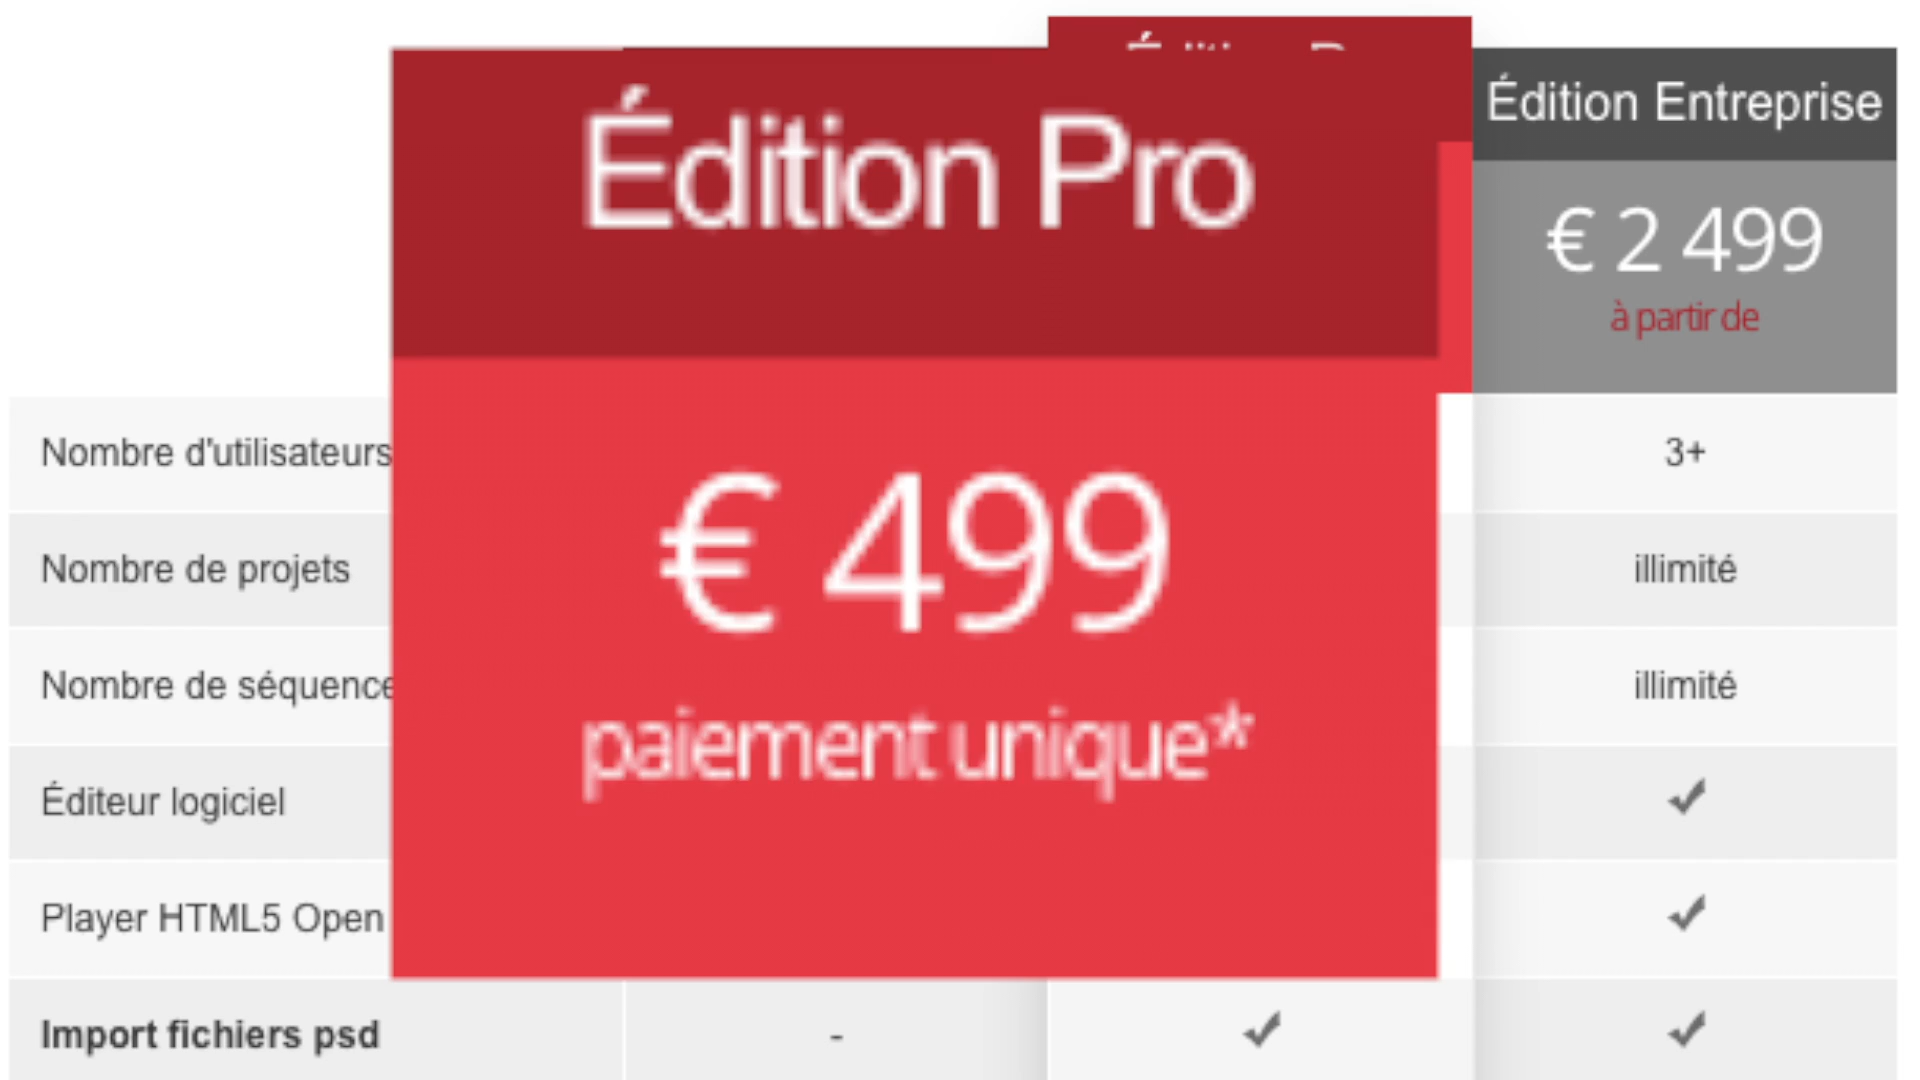 Édition Pro
€ 499
paiement unique*
Édition Entreprise
€ 2 499
à partir de
Nombre d'utilisateurs
3+
Nombre de projets
illimité
Nombre de séquence
illimité
Éditeur logiciel
Player HTML5 Open
Import fichiers psd
-